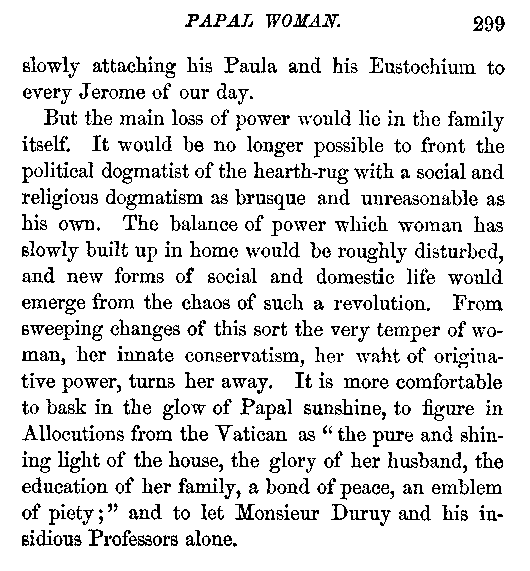 PAPAL WOMAN. 299
slowly attaching his Paula and his Eustochium to
every Jerome of our day.
But the main loss of power would lie in the family
itself. It would be no longer possible to front the
political dogmatist of the hearth-rug with a social and
religious dogmatism as brusque and unreasonable as
his own. The balance of power which woman has
slowly built up in home would be roughly disturbed,
and new forms of social and domestic life would
emerge from the chaos of such a revolution. From
sweeping changes of this sort the very temper of wo-
man, her innate conservatism, her waht of origina-
tive power, turns her away. It is more comfortable
to bask in the glow of Papal sunshine, to figure in
Allocutions from the Vatican as "the pure and shin-
ing light of the house, the glory of her husband, the
education of her family, a bond of peace, an emblem
of piety;" and to let Monsieur Duruy and his in-
sidious Professors alone.